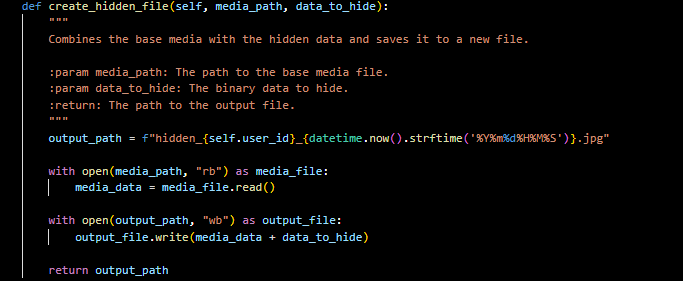 def create_hidden_file(self, media_path, data_to_hide):
"""
Combines the base media with the hidden data and saves it to a new file.
:param media_path: The path to the base media file.
:param data_to_hide: The binary data to hide.
:return: The path to the output file.
"""
output_path = f"hidden_{self.user_id}_{datetime.now().strftime('%Y%m%d%H%M%S')}.jpg"
with open(media_path, "rb") as media_file:
media_data = media_file.read()
with open(output_path, "wb") as output_file:
output_file.write(media_data + data_to_hide)
return output_path